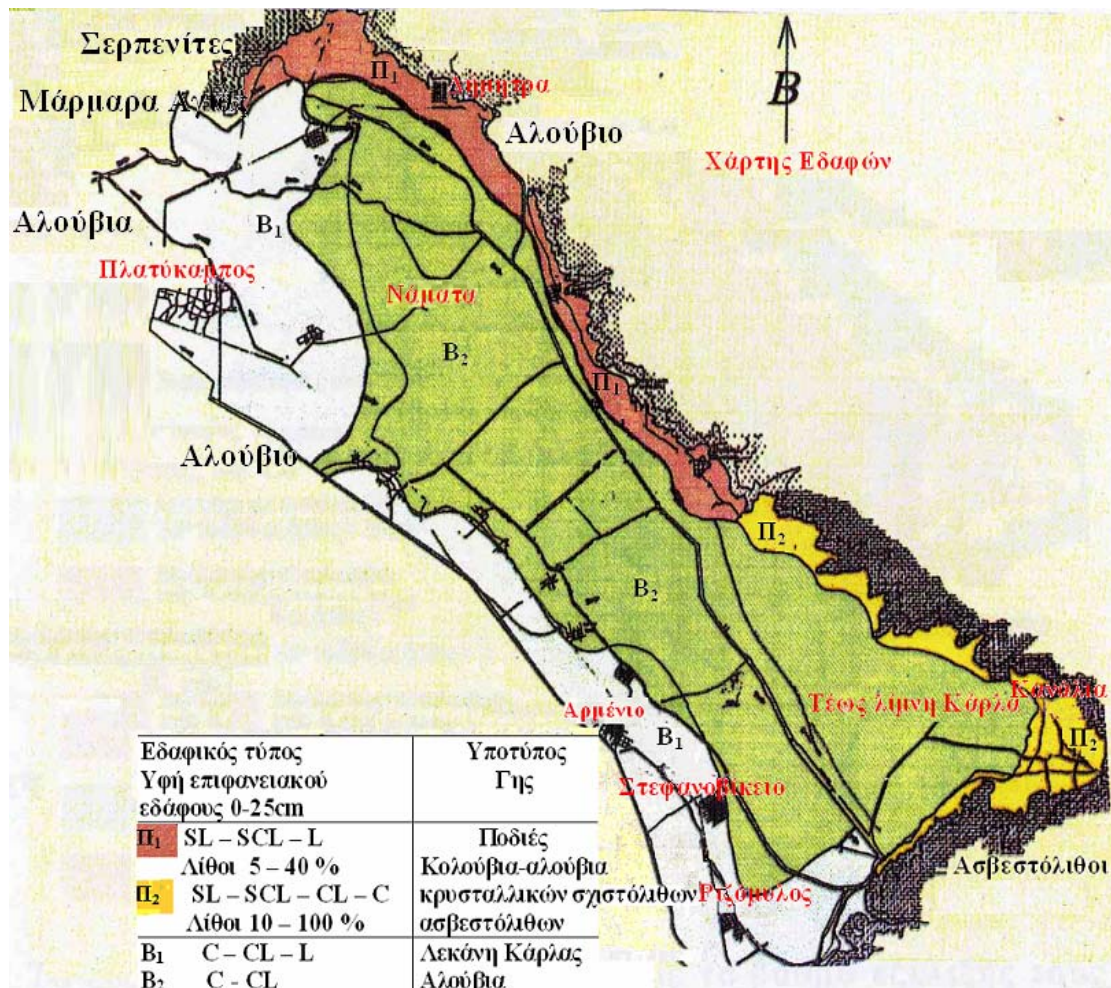 Σερπενίτες
Π₁
Δήμητρα
Μάρμαρα
Αλούβιο
Β
Χάρτης Εδαφών
Αλούβια
Β₁
Πλατύκαμπος
Νάματα
Β₂
Π₁
Αλούβιο
Π₂
Β₂
Κανάλια
Τέως λίμνη Κάρλα
Αρμένιο
Β₁
Π₂
Στεφανοβίκειο
Ασβεστόλιθοι
Ριζόμυλος
Εδαφικός τύπος Υποτύπος
Υφή επιφανειακού Γης
εδάφους 0-25cm
Π₁ SL – SCL – L Ποδιές
Λίθοι 5 – 40 % Κολούβια-αλούβια
Π₂ SL – SCL – CL – C κρυσταλλικών σχιστόλιθων
Λίθοι 10 – 100 % ασβεστόλιθων
Β₁ C – CL – L Λεκάνη Κάρλας
Β₂ C - CL Αλούβια